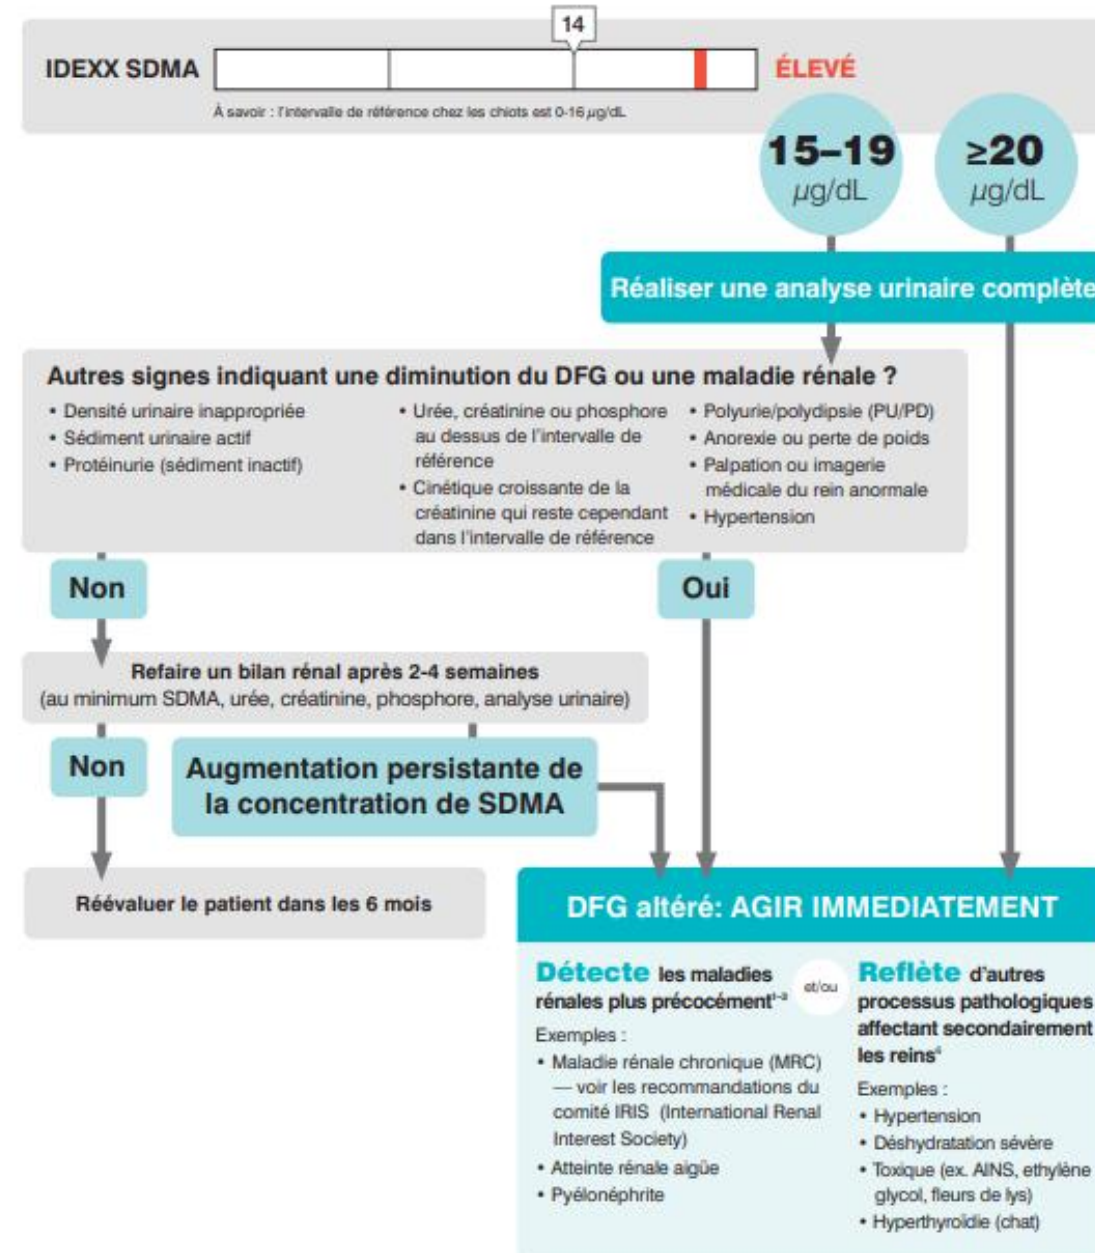 14
IDEXX SDMA
ÉLEVÉ
À savoir : l'intervalle de référence chez les chiots est 0-16 µg/dL
15–19
µg/dL
≥20
µg/dL
Réaliser une analyse urinaire complète
Autres signes indiquant une diminution du DFG ou une maladie rénale ?
• Densité urinaire inappropriée
• Sédiment urinaire actif
• Protéinurie (sédiment inactif)
• Urée, créatinine ou phosphore
au dessus de l'intervalle de
référence
• Cinétique croissante de la
créatinine qui reste cependant
dans l'intervalle de référence
• Polyurie/polydipsie (PU/PD)
• Anorexie ou perte de poids
• Palpation ou imagerie
médicale du rein anormale
• Hypertension
Non
Oui
Refaire un bilan rénal après 2-4 semaines
(au minimum SDMA, urée, créatinine, phosphore, analyse urinaire)
Non
Augmentation persistante de
la concentration de SDMA
Réévaluer le patient dans les 6 mois
DFG altéré: AGIR IMMEDIATEMENT
Détecte les maladies
rénales plus précocément¹⁻³
Exemples :
• Maladie rénale chronique (MRC)
— voir les recommandations du
comité IRIS (International Renal
Interest Society)
• Atteinte rénale aigüe
• Pyélonéphrite
et/ou
Reflète d'autres
processus pathologiques
affectant secondairement
les reins⁴
Exemples :
• Hypertension
• Déshydratation sévère
• Toxique (ex. AINS, ethylène
glycol, fleurs de lys)
• Hyperthyroïdie (chat)